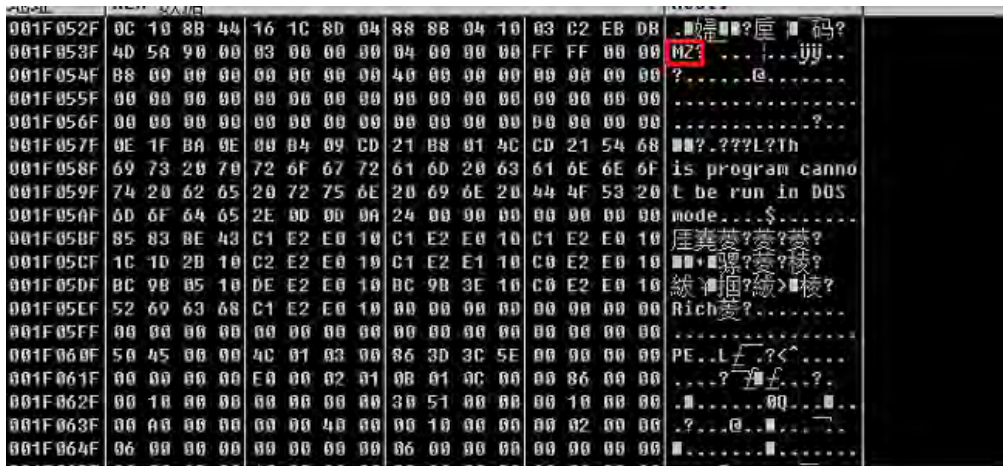 001F052F 0C 10 8B 44 16 1C 8D 04 88 8B 04 10 03 C2 EB DB
001F053F 4D 5A 90 00 03 00 00 00 04 00 00 00 FF FF 00 00 MZ?.....|...ÿÿ..
001F054F B8 00 00 00 00 00 00 00 40 00 00 00 00 00 00 00 ?.......@.......
001F055F 00 00 00 00 00 00 00 00 00 00 00 00 00 00 00 00 ................
001F056F 00 00 00 00 00 00 00 00 00 00 00 00 D0 00 00 00 ............?..
001F057F 0E 1F BA 0E 00 B4 09 CD 21 B8 01 4C CD 21 54 68 ?.???L?Th
001F058F 69 73 20 70 72 6F 67 72 61 6D 20 63 61 6E 6E 6F is program canno
001F059F 74 20 62 65 20 72 75 6E 20 69 6E 20 44 4F 53 20 t be run in DOS
001F05AF 6D 6F 64 65 2E 0D 0D 0A 24 00 00 00 00 00 00 00 mode....$.......
001F05BF 85 83 8E 43 C1 E2 E0 10 C1 E2 E0 10 C1 E2 E0 10
001F05CF 1C 1D 2B 10 C2 E2 E0 10 C1 E2 E1 10 C0 E2 E0 10
001F05DF BC 9B 05 10 DE E2 E0 10 BC 9B 3E 10 C0 E2 E0 10
001F05EF 52 69 63 68 C1 E2 E0 10 00 00 00 00 00 00 00 00 Rich菱?........
001F05FF 00 00 00 00 00 00 00 00 00 00 00 00 00 00 00 00 ................
001F060F 50 45 00 00 4C 01 03 00 86 3D 3C 5E 00 00 00 00 PE..L .?<^....
001F061F 00 00 00 00 E0 00 02 01 0B 01 0C 00 00 86 00 00
001F062F 00 18 00 00 00 00 00 00 30 51 00 00 00 10 00 00
001F063F 00 A0 00 00 00 00 40 00 00 10 00 00 00 02 00 00
001F064F 06 00 00 00 00 00 00 00 06 00 00 00 00 00 00 00